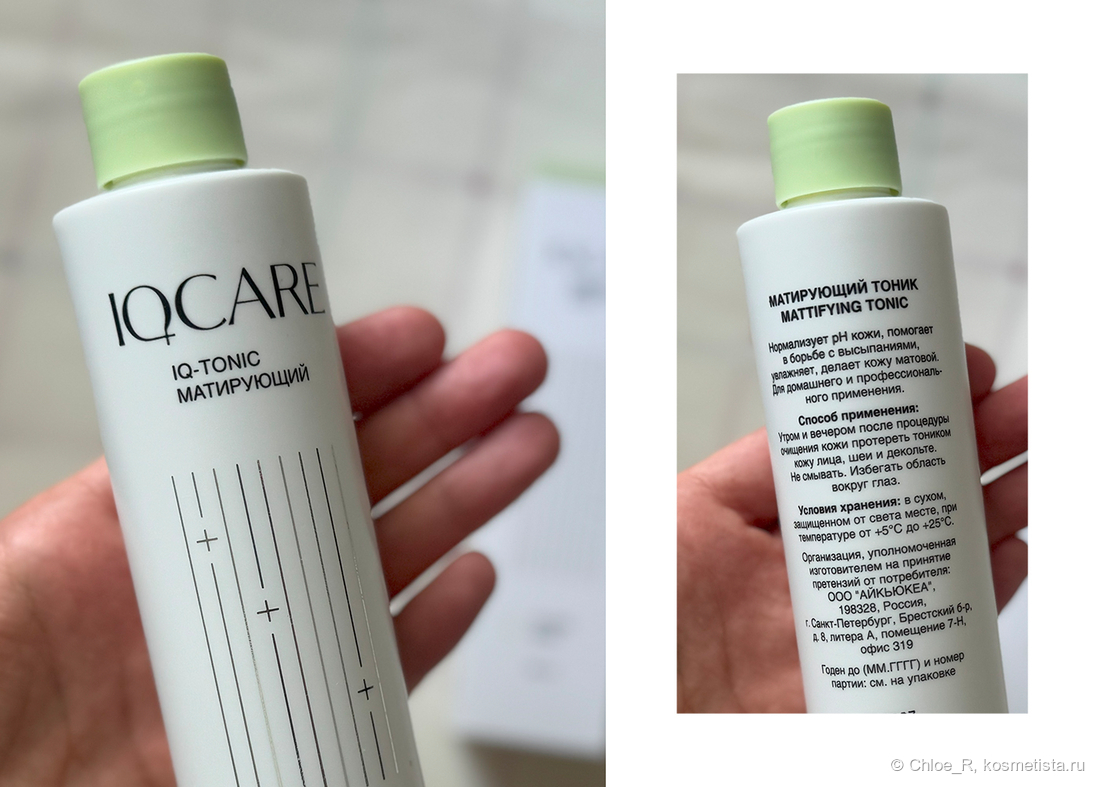 IQCARE
IQ-TONIC
МАТИРУЮЩИЙ
МАТИРУЮЩИЙ ТОНИК
MATTIFYING TONIC
Нормализует pH кожи, помогает
в борьбе с высыпаниями,
увлажняет, делает кожу матовой.
Для домашнего и профессиональ-
ного применения.
Способ применения:
Утром и вечером после процедуры
очищения кожи протереть тоником
кожу лица, шеи и декольте.
Не смывать. Избегать область
вокруг глаз.
Условия хранения: в сухом,
защищенном от света месте, при
температуре от +5°C до +25°C.
Организация, уполномоченная
изготовителем на принятие
претензий от потребителя:
ООО "АЙКЬЮКЕА",
198328, Россия,
г. Санкт-Петербург, Брестский б-р,
д. 8, литера А, помещение 7-Н,
офис 319
Годен до (ММ.ГГГГ) и номер
партии: см. на упаковке
© Chloe_R, kosmetista.ru